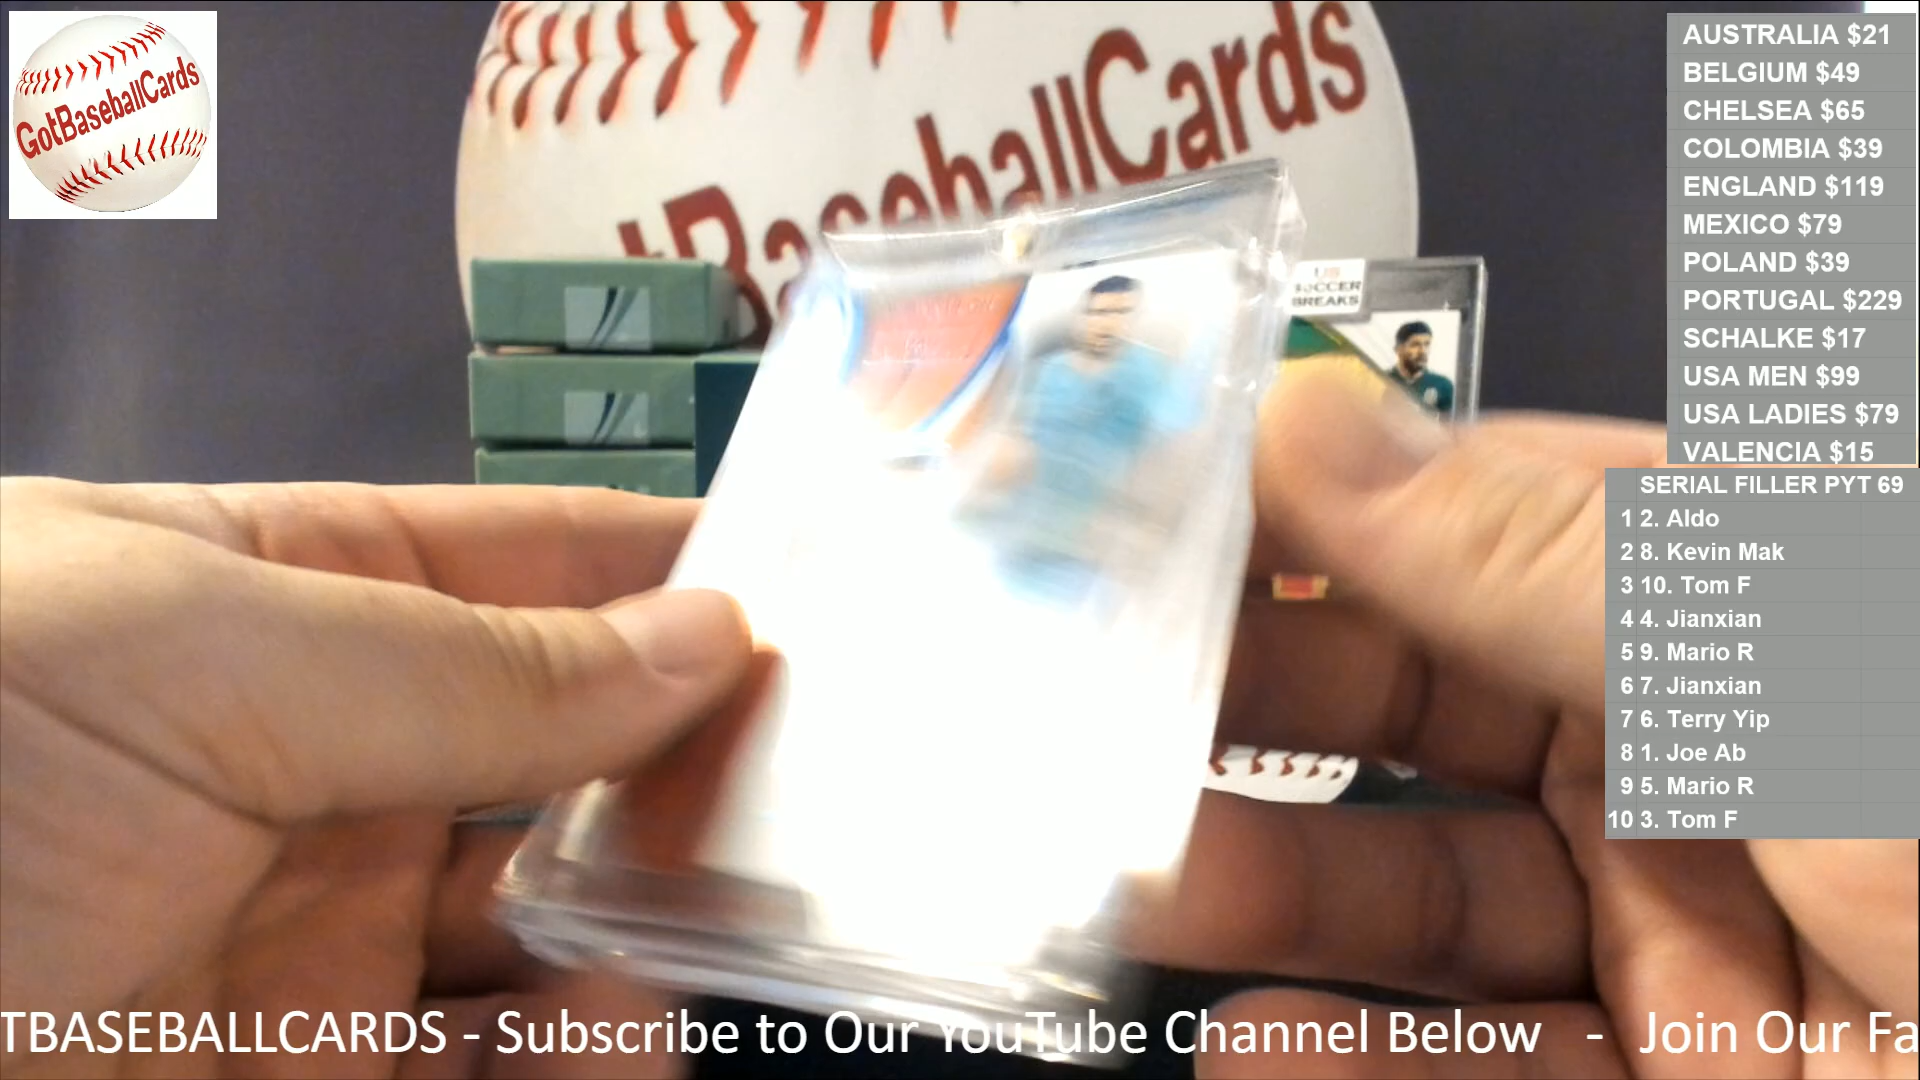 GotBaseballCards
GotBaseballCards
SOCCER
BREAKS
AUSTRALIA $21
BELGIUM $49
CHELSEA $65
COLOMBIA $39
ENGLAND $119
MEXICO $79
POLAND $39
PORTUGAL $229
SCHALKE $17
USA MEN $99
USA LADIES $79
VALENCIA $15
SERIAL FILLER PYT 69
1 2. Aldo
2 8. Kevin Mak
3 10. Tom F
4 4. Jianxian
5 9. Mario R
6 7. Jianxian
7 6. Terry Yip
8 1. Joe Ab
9 5. Mario R
10 3. Tom F
TBASEBALLCARDS - Subscribe to Our YouTube Channel Below - Join Our Fa